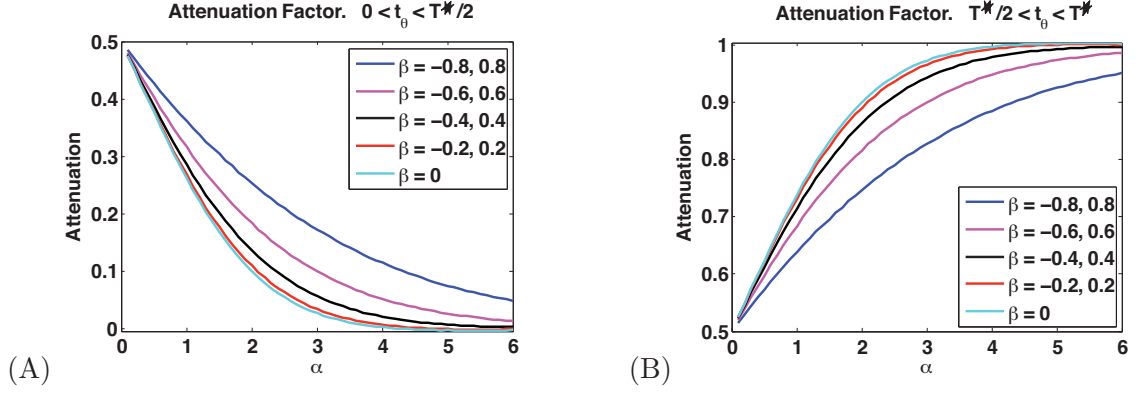 Attenuation Factor. 0 < t_θ < T*/2
0.5
0.4
0.3
0.2
0.1
0
Attenuation
β = −0.8, 0.8
β = −0.6, 0.6
β = −0.4, 0.4
β = −0.2, 0.2
β = 0
0 1 2 3 4 5 6
α
(A)
Attenuation Factor. T*/2 < t_θ < T*
1
0.9
0.8
0.7
0.6
0.5
Attenuation
β = −0.8, 0.8
β = −0.6, 0.6
β = −0.4, 0.4
β = −0.2, 0.2
β = 0
0 1 2 3 4 5 6
α
(B)